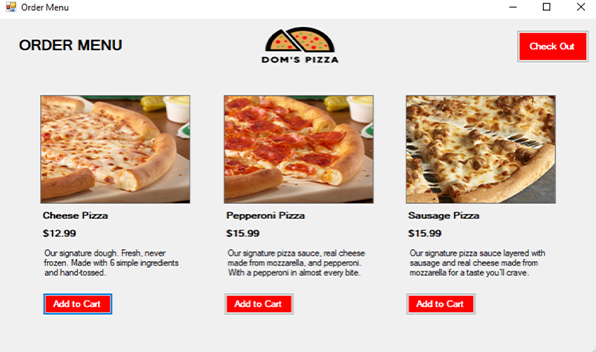 Order Menu
ORDER MENU
DOM'S PIZZA
Check Out
Cheese Pizza
$12.99
Our signature dough. Fresh, never
frozen. Made with 6 simple ingredients
and hand-tossed.
Add to Cart
Pepperoni Pizza
$15.99
Our signature pizza sauce, real cheese
made from mozzarella, and pepperoni.
With a pepperoni in almost every bite.
Add to Cart
Sausage Pizza
$15.99
Our signature pizza sauce layered with
sausage and real cheese made from
mozzarella for a taste you'll crave.
Add to Cart